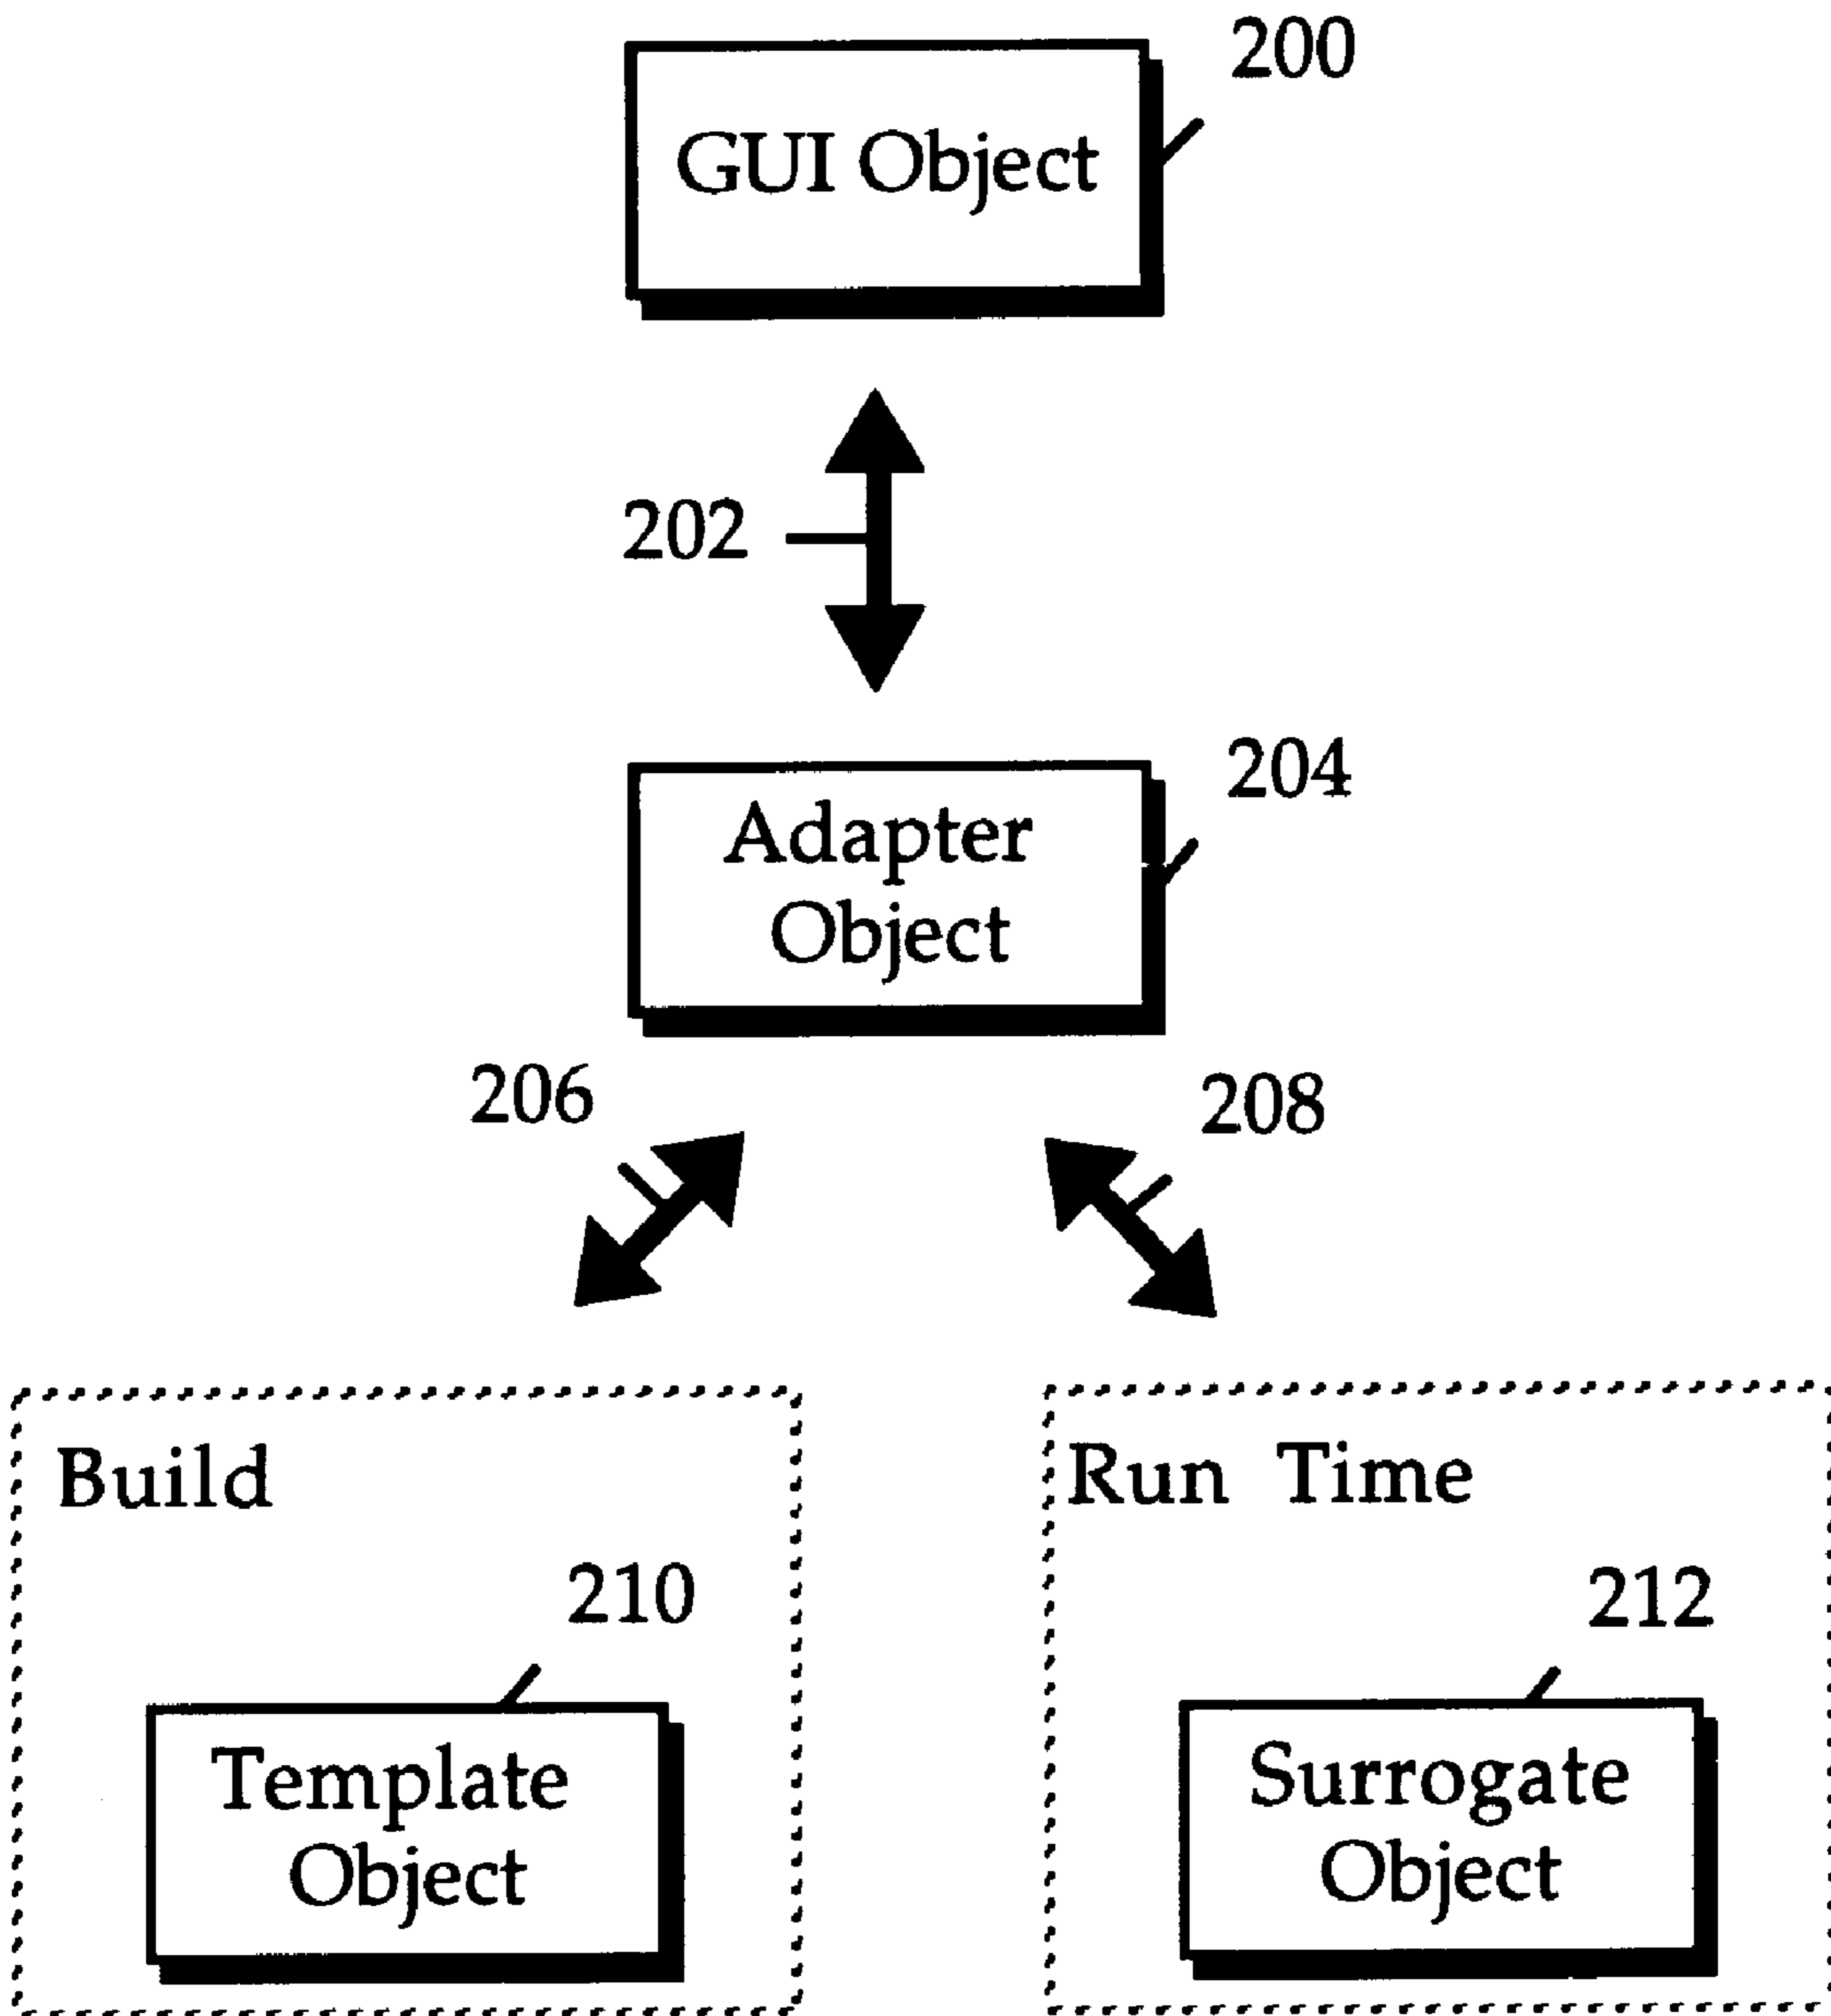 200
GUI Object
202
204
Adapter
Object
206
208
Build
Run Time
210
212
Template
Object
Surrogate
Object